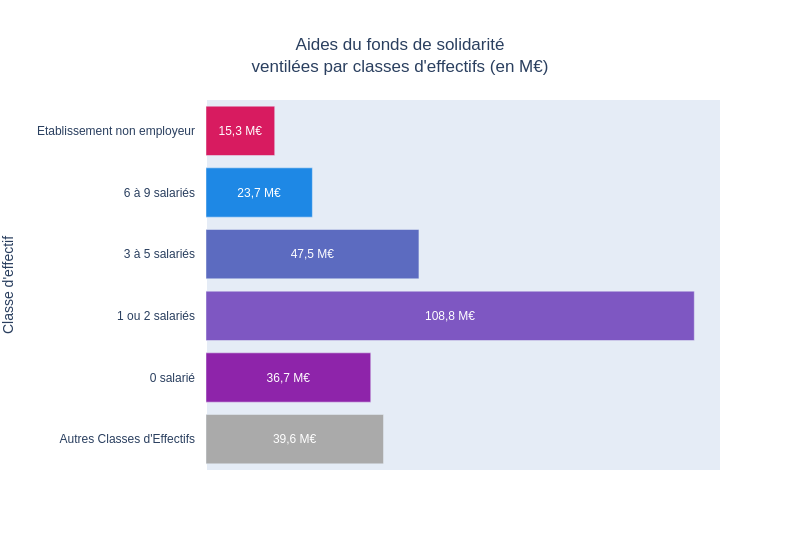 Aides du fonds de solidarité
ventilées par classes d'effectifs (en M€)
Classe d'effectif
Etablissement non employeur
15,3 M€
6 à 9 salariés
23,7 M€
3 à 5 salariés
47,5 M€
1 ou 2 salariés
108,8 M€
0 salarié
36,7 M€
Autres Classes d'Effectifs
39,6 M€